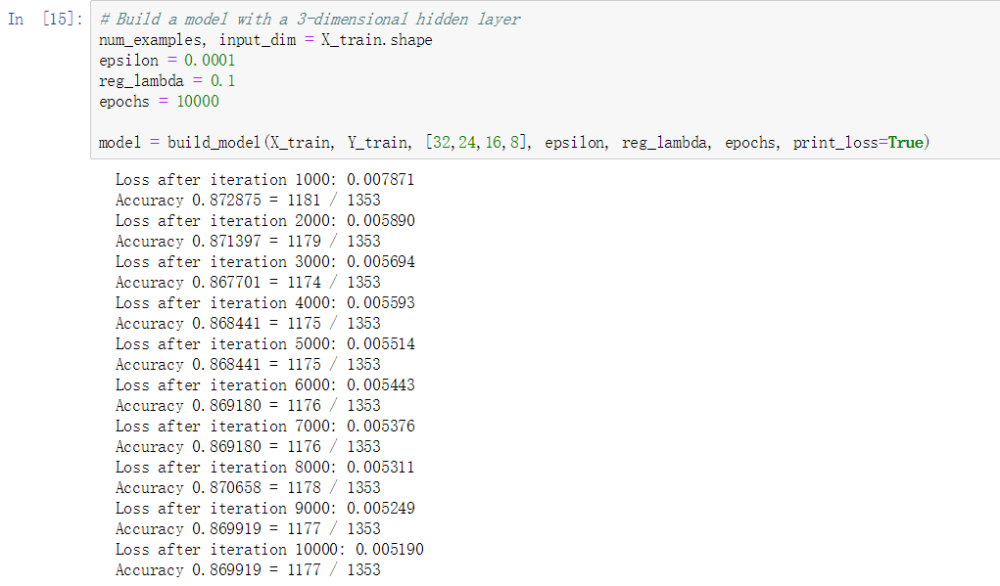 In [15]:
# Build a model with a 3-dimensional hidden layer
num_examples, input_dim = X_train.shape
epsilon = 0.0001
reg_lambda = 0.1
epochs = 10000
model = build_model(X_train, Y_train, [32,24,16,8], epsilon, reg_lambda, epochs, print_loss=True)
Loss after iteration 1000: 0.007871
Accuracy 0.872875 = 1181 / 1353
Loss after iteration 2000: 0.005890
Accuracy 0.871397 = 1179 / 1353
Loss after iteration 3000: 0.005694
Accuracy 0.867701 = 1174 / 1353
Loss after iteration 4000: 0.005593
Accuracy 0.868441 = 1175 / 1353
Loss after iteration 5000: 0.005514
Accuracy 0.868441 = 1175 / 1353
Loss after iteration 6000: 0.005443
Accuracy 0.869180 = 1176 / 1353
Loss after iteration 7000: 0.005376
Accuracy 0.869180 = 1176 / 1353
Loss after iteration 8000: 0.005311
Accuracy 0.870658 = 1178 / 1353
Loss after iteration 9000: 0.005249
Accuracy 0.869919 = 1177 / 1353
Loss after iteration 10000: 0.005190
Accuracy 0.869919 = 1177 / 1353